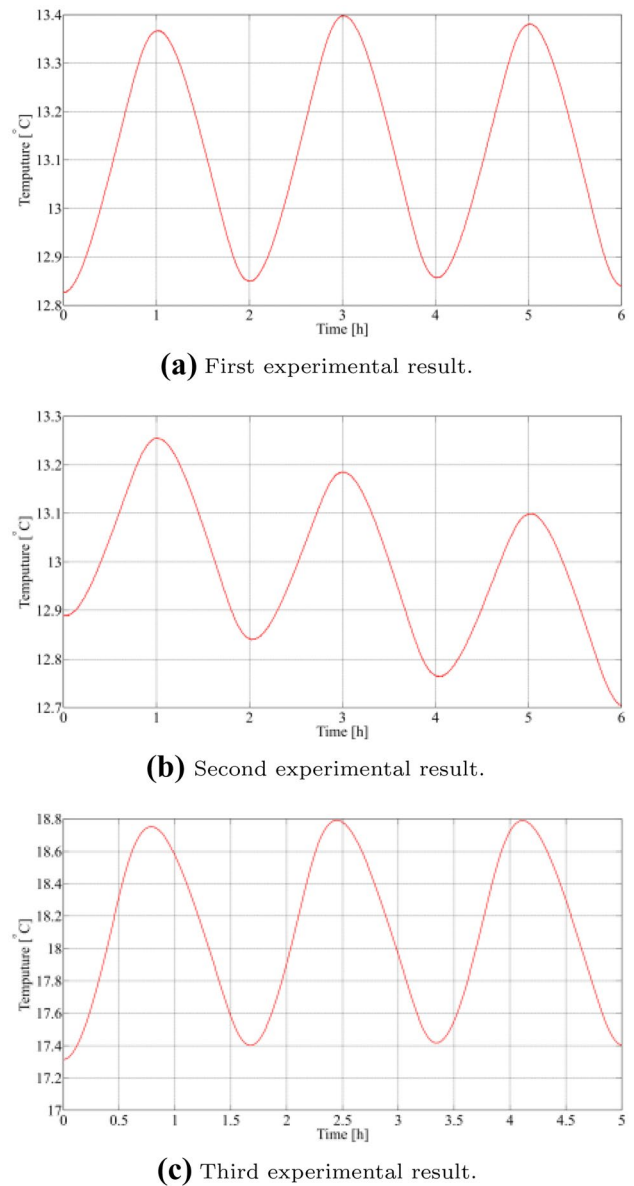 13.4
13.3
13.2
13.1
13
12.9
12.8
Temputure [°C]
0 1 2 3 4 5 6
Time [h]
(a) First experimental result.
13.3
13.2
13.1
13
12.9
12.8
12.7
Temputure [°C]
0 1 2 3 4 5 6
Time [h]
(b) Second experimental result.
18.8
18.6
18.4
18.2
18
17.8
17.6
17.4
17.2
17
Temputure [°C]
0 0.5 1 1.5 2 2.5 3 3.5 4 4.5 5
Time [h]
(c) Third experimental result.